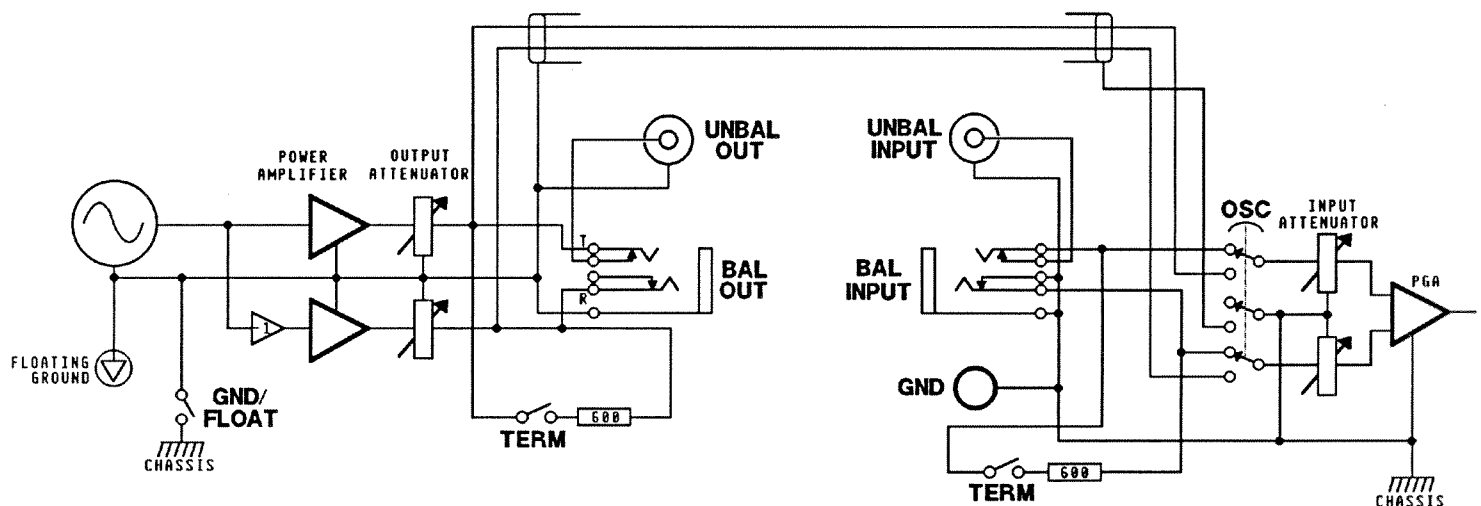 UNBAL
OUT
UNBAL
INPUT
POWER
AMPLIFIER
OUTPUT
ATTENUATOR
OSC
INPUT
ATTENUATOR
T
BAL
OUT
BAL
INPUT
PGA
R
1
FLOATING
GROUND
GND/
FLOAT
GND
600
TERM
CHASSIS
600
TERM
CHASSIS